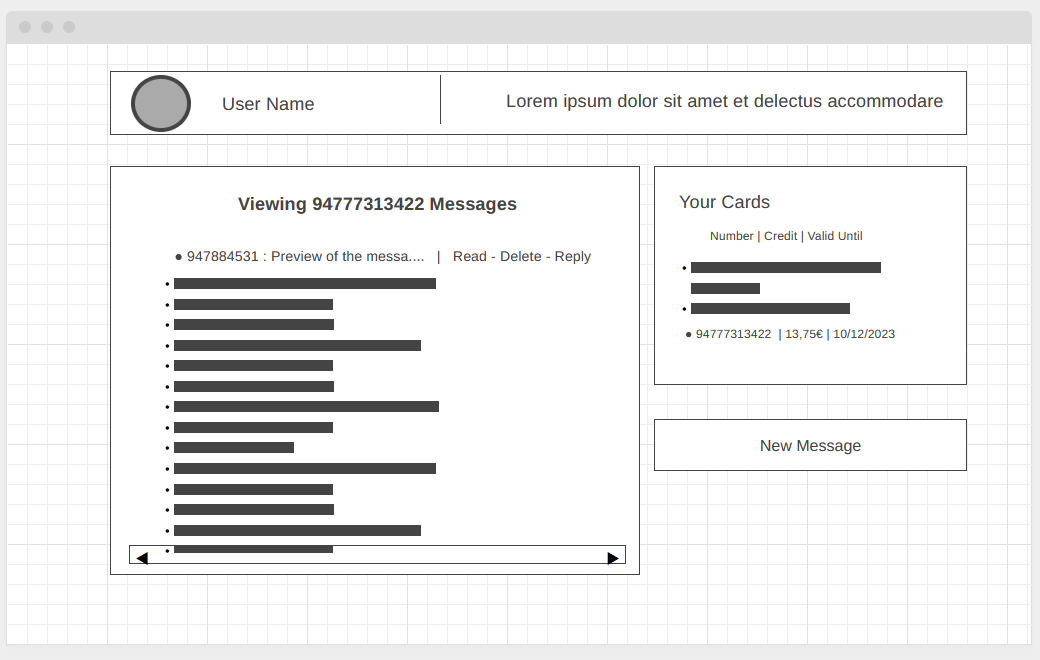 User Name
Lorem ipsum dolor sit amet et delectus accommodare
Viewing 94777313422 Messages
● 947884531 : Preview of the messa.... | Read - Delete - Reply
Your Cards
Number | Credit | Valid Until
● 94777313422 | 13,75€ | 10/12/2023
New Message